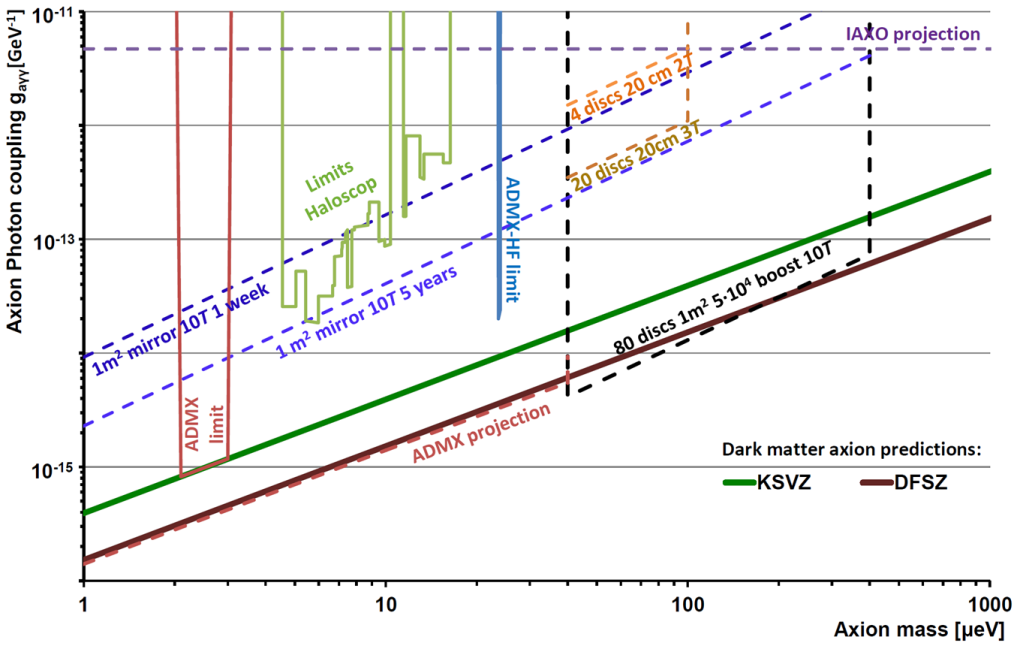 10⁻¹¹
10⁻¹³
10⁻¹⁵
Axion Photon coupling gₐᵧᵧ[GeV⁻¹]
IAXO projection
4 discs 20 cm 2T
20 discs 20cm 3T
Limits
Haloscop
ADMX-HF limit
1m² mirror 10T 1 week
1 m² mirror 10T 5 years
80 discs 1m² 5·10⁴ boost 10T
ADMX
limit
ADMX projection
Dark matter axion predictions:
KSVZ
DFSZ
1
10
100
1000
Axion mass [µeV]